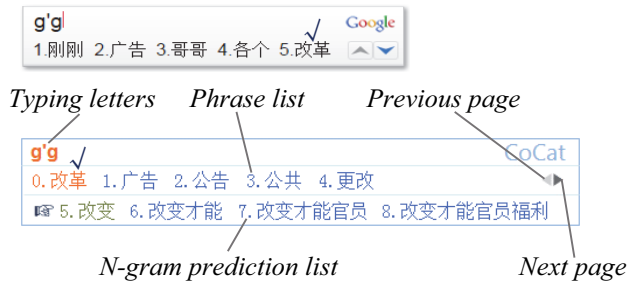 g'g Google
1.刚刚 2.广告 3.哥哥 4.各个 5.改革
Typing letters Phrase list Previous page
g'g CoCat
0.改革 1.广告 2.公告 3.公共 4.更改
5.改变 6.改变才能 7.改变才能官员 8.改变才能官员福利
N-gram prediction list Next page